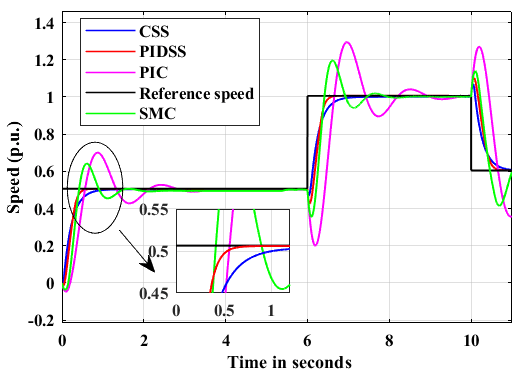 1.4
1.2
1
0.8
0.6
0.4
0.2
0
-0.2
Speed (p.u.)
CSS
PIDSS
PIC
Reference speed
SMC
0.55
0.5
0.45
0 0.5 1
0 2 4 6 8 10
Time in seconds